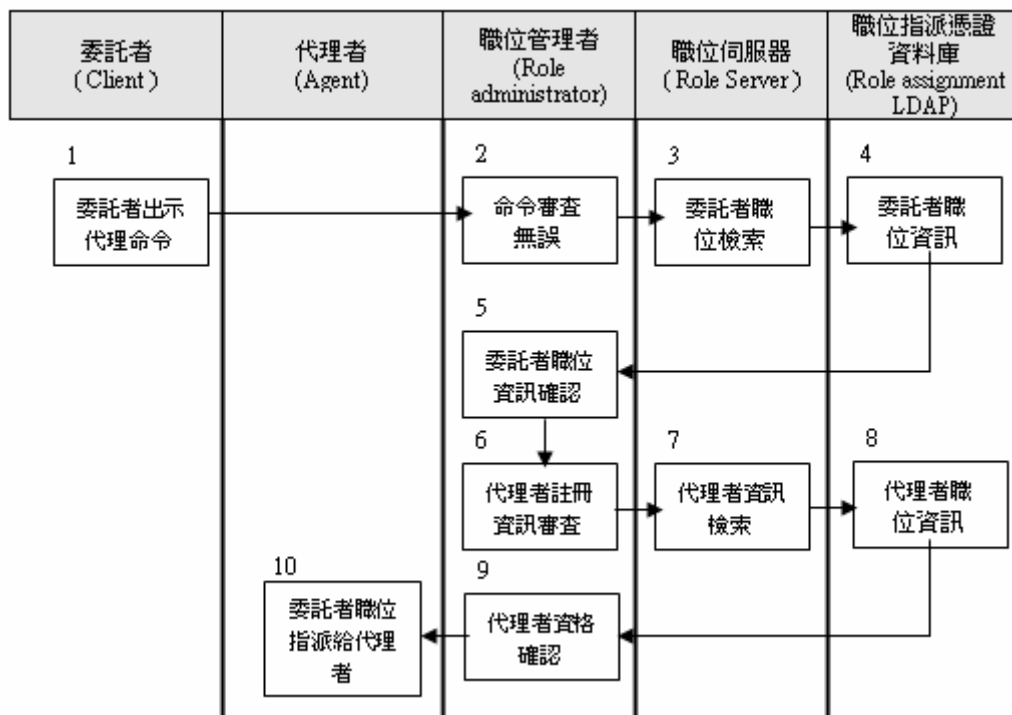 委託者
(Client)
代理者
(Agent)
職位管理者
(Role
administrator)
職位伺服器
(Role Server)
職位指派憑證
資料庫
(Role assignment
LDAP)
1
委託者出示
代理命令
2
命令審查
無誤
3
委託者職
位檢索
4
委託者職
位資訊
5
委託者職位
資訊確認
6
代理者註冊
資訊審查
7
代理者資訊
檢索
8
代理者職
位資訊
9
代理者資格
確認
10
委託者職位
指派給代理
者